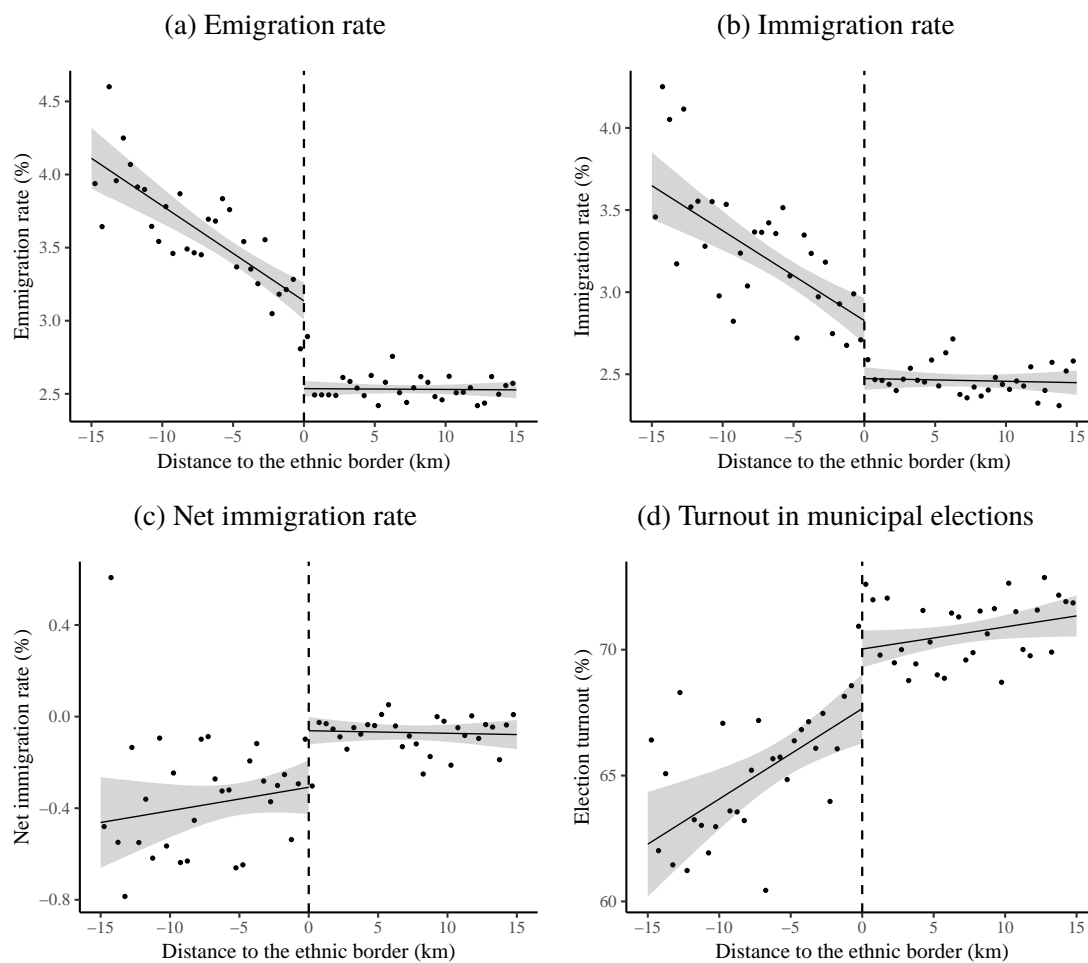 (a) Emigration rate
Emmigration rate (%)
4.5
4.0
3.5
3.0
2.5
−15 −10 −5 0 5 10 15
Distance to the ethnic border (km)
(b) Immigration rate
Immigration rate (%)
4.0
3.5
3.0
2.5
−15 −10 −5 0 5 10 15
Distance to the ethnic border (km)
(c) Net immigration rate
Net immigration rate (%)
0.4
0.0
−0.4
−0.8
−15 −10 −5 0 5 10 15
Distance to the ethnic border (km)
(d) Turnout in municipal elections
Election turnout (%)
70
65
60
−15 −10 −5 0 5 10 15
Distance to the ethnic border (km)